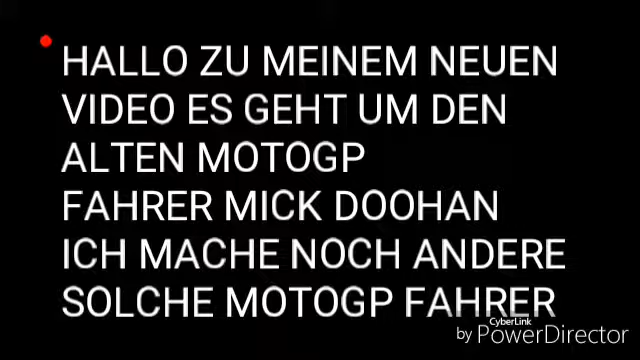 HALLO ZU MEINEM NEUEN
VIDEO ES GEHT UM DEN
ALTEN MOTOGP
FAHRER MICK DOOHAN
ICH MACHE NOCH ANDERE
SOLCHE MOTOGP FAHRER
CyberLink
by PowerDirector